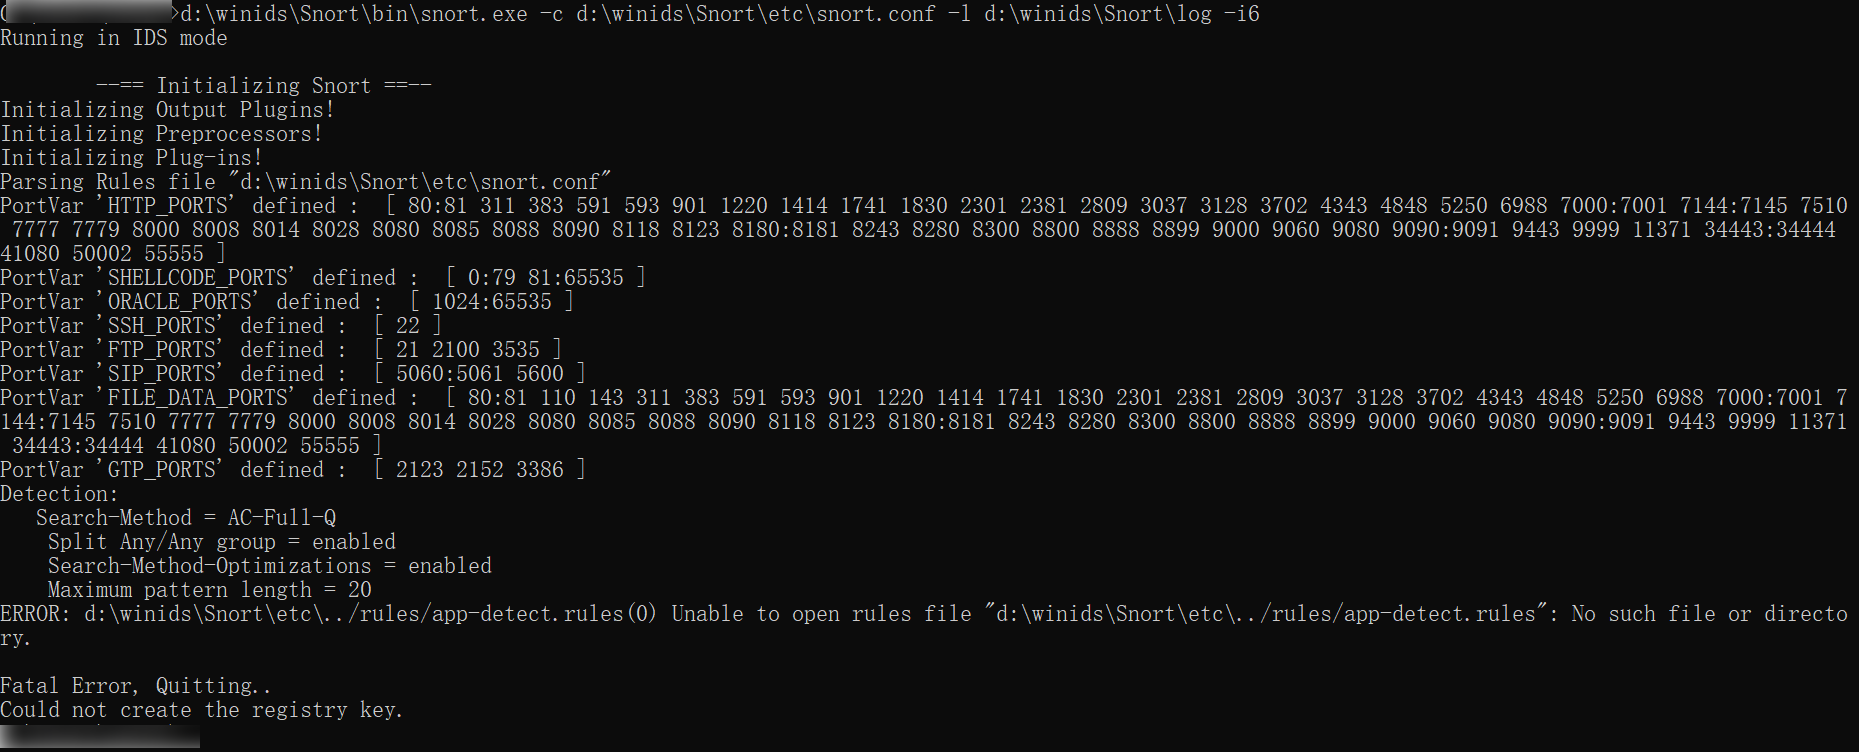 >d:\winids\Snort\bin\snort.exe -c d:\winids\Snort\etc\snort.conf -l d:\winids\Snort\log -i6
Running in IDS mode
--== Initializing Snort ==--
Initializing Output Plugins!
Initializing Preprocessors!
Initializing Plug-ins!
Parsing Rules file "d:\winids\Snort\etc\snort.conf"
PortVar 'HTTP_PORTS' defined :  [ 80:81 311 383 591 593 901 1220 1414 1741 1830 2301 2381 2809 3037 3128 3702 4343 4848 5250 6988 7000:7001 7144:7145 7510
7777 7779 8000 8008 8014 8028 8080 8085 8088 8090 8118 8123 8180:8181 8243 8280 8300 8800 8888 8899 9000 9060 9080 9090:9091 9443 9999 11371 34443:34444
41080 50002 55555 ]
PortVar 'SHELLCODE_PORTS' defined :  [ 0:79 81:65535 ]
PortVar 'ORACLE_PORTS' defined :  [ 1024:65535 ]
PortVar 'SSH_PORTS' defined :  [ 22 ]
PortVar 'FTP_PORTS' defined :  [ 21 2100 3535 ]
PortVar 'SIP_PORTS' defined :  [ 5060:5061 5600 ]
PortVar 'FILE_DATA_PORTS' defined :  [ 80:81 110 143 311 383 591 593 901 1220 1414 1741 1830 2301 2381 2809 3037 3128 3702 4343 4848 5250 6988 7000:7001 7
144:7145 7510 7777 7779 8000 8008 8014 8028 8080 8085 8088 8090 8118 8123 8180:8181 8243 8280 8300 8800 8888 8899 9000 9060 9080 9090:9091 9443 9999 11371
34443:34444 41080 50002 55555 ]
PortVar 'GTP_PORTS' defined :  [ 2123 2152 3386 ]
Detection:
Search-Method = AC-Full-Q
Split Any/Any group = enabled
Search-Method-Optimizations = enabled
Maximum pattern length = 20
ERROR: d:\winids\Snort\etc\../rules/app-detect.rules(0) Unable to open rules file "d:\winids\Snort\etc\../rules/app-detect.rules": No such file or directo
ry.
Fatal Error, Quitting..
Could not create the registry key.